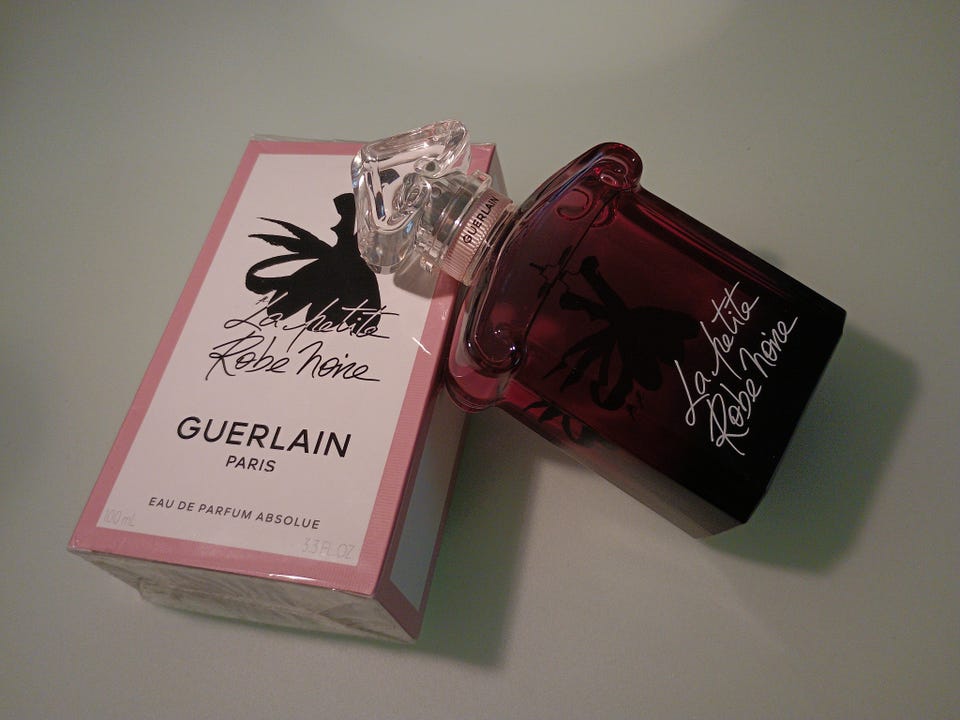 La petite
Robe Noire
GUERLAIN
PARIS
EAU DE PARFUM ABSOLUE
100 mL
3.3 FL.OZ
GUERLAIN
La petite
Robe Noire